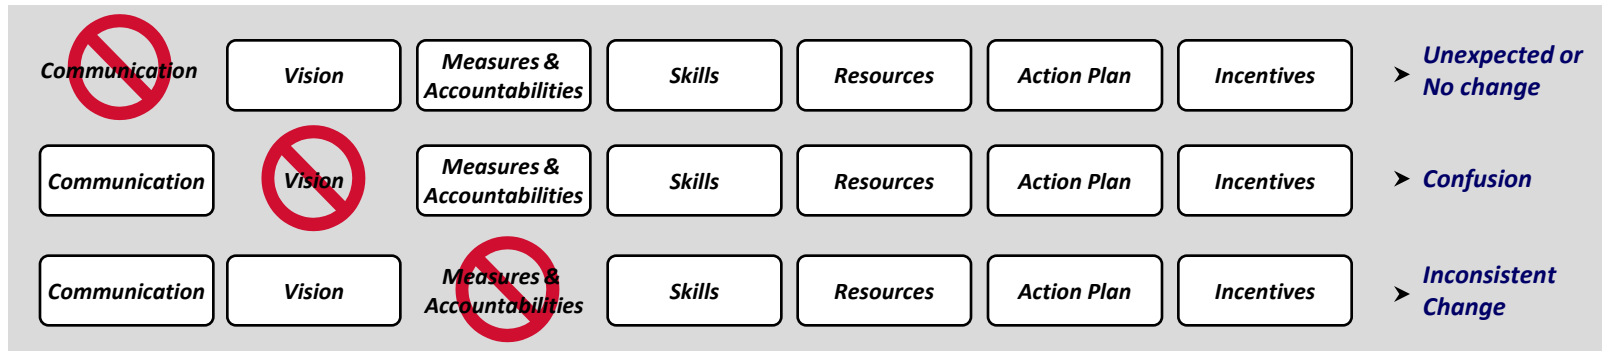 Communication
Vision
Measures &
Accountabilities
Skills
Resources
Action Plan
Incentives
Unexpected or
No change
Communication
Vision
Measures &
Accountabilities
Skills
Resources
Action Plan
Incentives
Confusion
Communication
Vision
Measures &
Accountabilities
Skills
Resources
Action Plan
Incentives
Inconsistent
Change